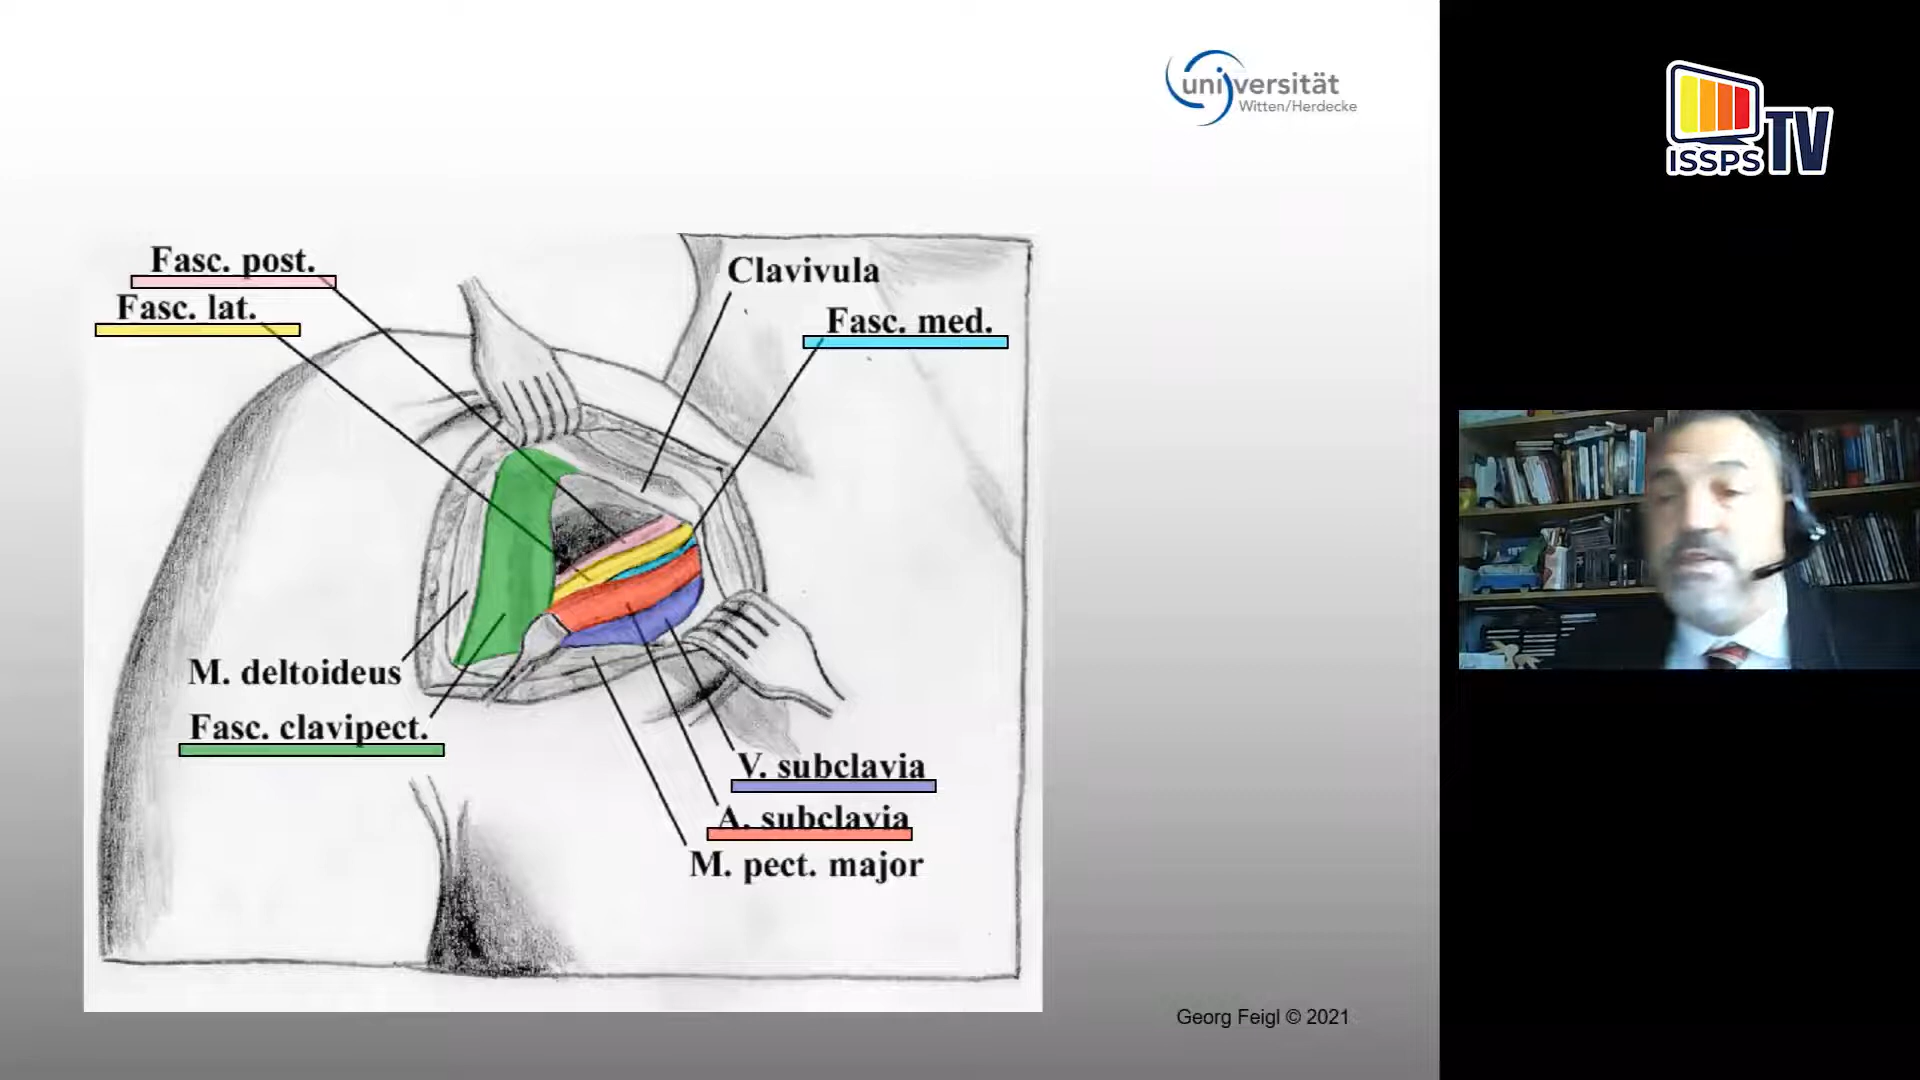 universität
Witten/Herdecke
ISSPS TV
Fasc. post.
Clavivula
Fasc. lat.
Fasc. med.
M. deltoideus
Fasc. clavipect.
V. subclavia
A. subclavia
M. pect. major
Georg Feigl © 2021